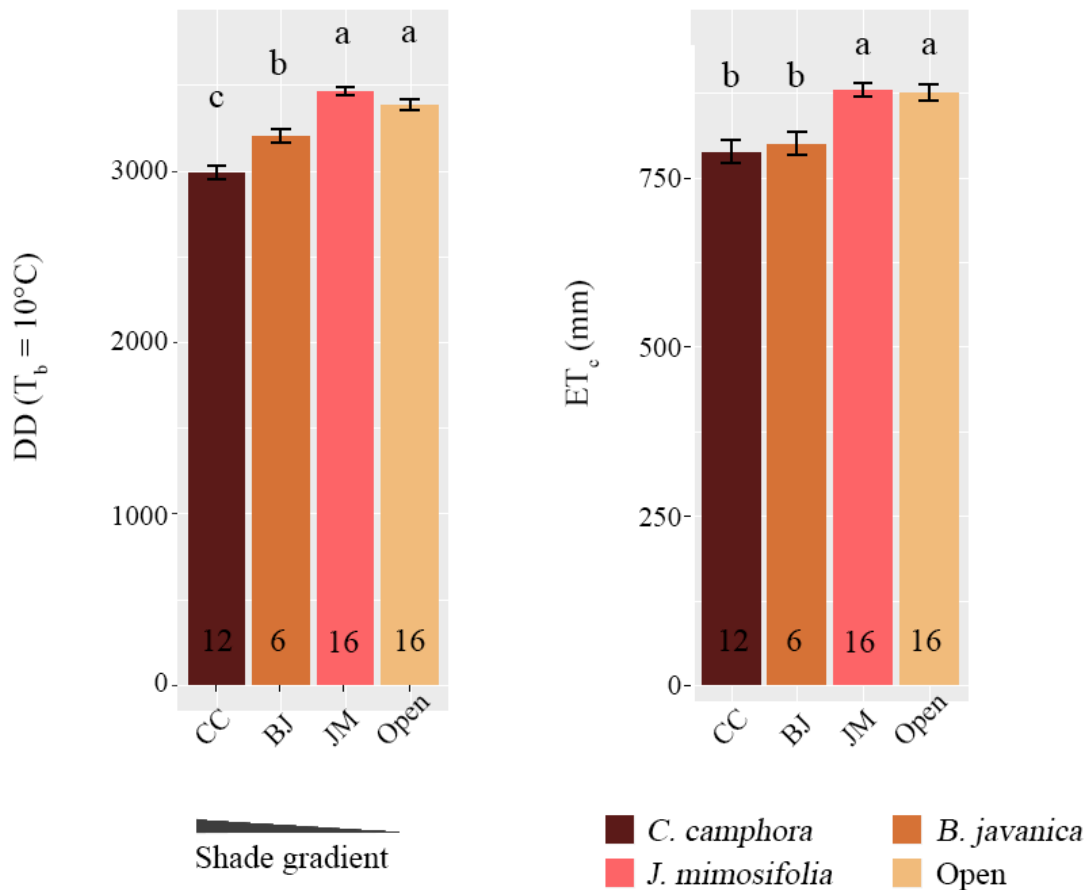 c
b
a
a
3000
2000
1000
0
DD (T_b = 10°C)
12
6
16
16
CC
BJ
JM
Open
Shade gradient
b
b
a
a
750
500
250
0
ET_c (mm)
12
6
16
16
CC
BJ
JM
Open
C. camphora
B. javanica
J. mimosifolia
Open